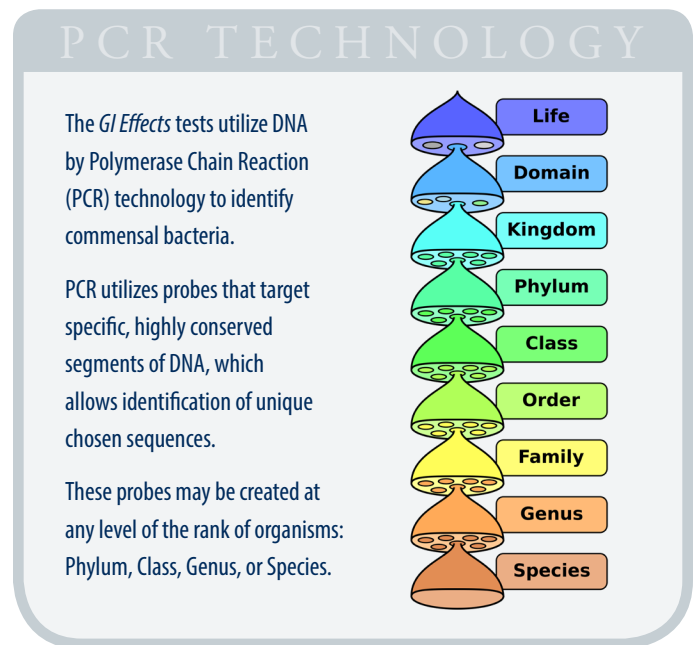 PCR TECHNOLOGY
The GI Effects tests utilize DNA
by Polymerase Chain Reaction
(PCR) technology to identify
commensal bacteria.
PCR utilizes probes that target
specific, highly conserved
segments of DNA, which
allows identification of unique
chosen sequences.
These probes may be created at
any level of the rank of organisms:
Phylum, Class, Genus, or Species.
Life
Domain
Kingdom
Phylum
Class
Order
Family
Genus
Species